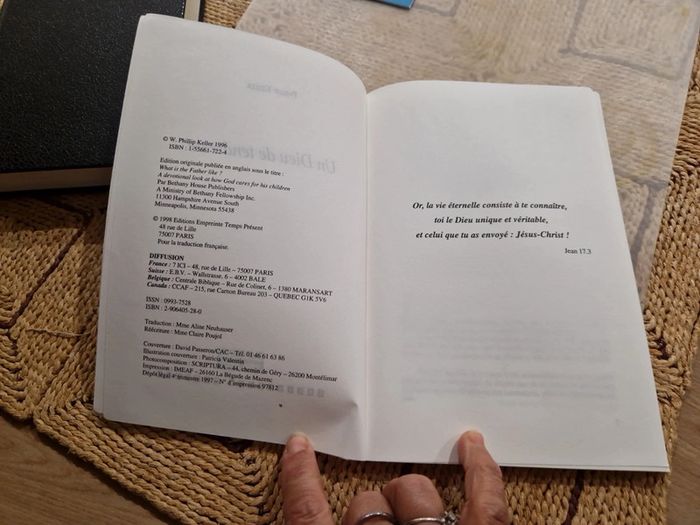 © W. Phillip Keller 1996
ISBN : 1-55661-722-4
Edition originale publiée en anglais sous le titre :
What is the Father like ?
A devotional look at how God cares for his children
Par Bethany House Publishers
A Ministry of Bethany Fellowship Inc.
11300 Hampshire Avenue South
Minneapolis, Minnesota 55438
© 1998 Editions Empreinte Temps Présent
48 rue de Lille
75007 PARIS
Pour la traduction française.
DIFFUSION
France : 7 ICI – 48, rue de Lille – 75007 PARIS
Suisse : E.B.V. – Wallstrasse. 6 – 4002 BALE
Belgique : Centrale Biblique – Rue de Colinet, 6 – 1380 MARANSART
Canada : CCAF – 215, rue Carton Bureau 203 – QUEBEC G1K 5V6
ISSN : 0993-7528
ISBN : 2-906405-28-0
Traduction : Mme Aline Neuhauser
Réécriture : Mme Claire Poujol
Couverture : David Passeron/CAC – Tél. 01 46 61 63 86
Illustration couverture : Patricia Valentin
Photocomposition : SCRIPTURA – 44, chemin de Géry – 26200 Montélimar
Impression : IMEAF – 26160 La Bégude de Mazenc
Dépôt légal 4e trimestre 1997 – N° d'impression 97812
Or, la vie éternelle consiste à te connaître,
toi le Dieu unique et véritable,
et celui que tu as envoyé : Jésus-Christ !
Jean 17.3